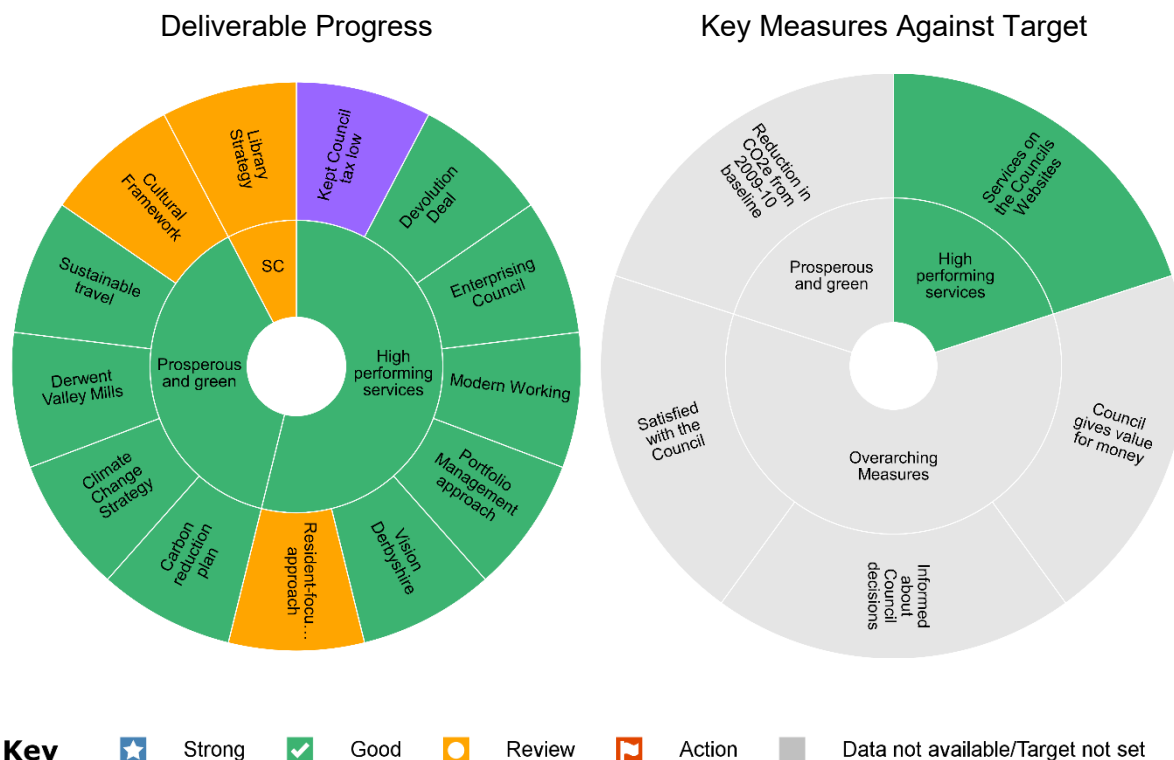 Deliverable Progress
Key Measures Against Target
Library
Strategy
Kept Council
tax low
Devolution
Deal
Enterprising
Council
Modern Working
Portfolio
Management
approach
Vision
Derbyshire
Resident-focu…
approach
Carbon
reduction
plan
Climate
Change
Strategy
Derwent
Valley Mills
Sustainable
travel
Cultural
Framework
SC
High
performing
services
Prosperous
and green
Reduction in
CO2e from
2009-10
baseline
Services on
the Councils
Websites
Prosperous
and green
High
performing
services
Satisfied
with the
Council
Overarching
Measures
Council
gives value
for money
Informed
about
Council
decisions
Key
Strong
Good
Review
Action
Data not available/Target not set